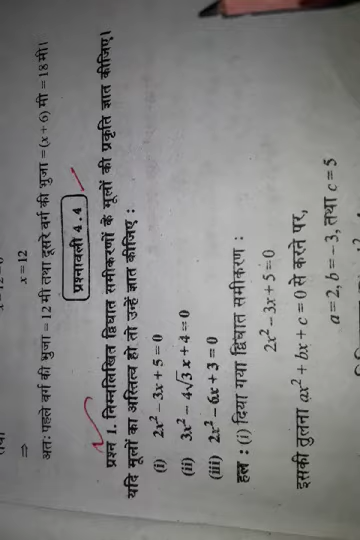 ⇒ x = 12
अतः पहले वर्ग की भुजा = 12 मी तथा दूसरे वर्ग की भुजा = (x + 6) मी = 18 मी।
प्रश्नावली 4.4
प्रश्न 1. निम्नलिखित द्विघात समीकरणों के मूलों की प्रकृति ज्ञात कीजिए।
यदि मूलों का अस्तित्व हो तो उन्हें ज्ञात कीजिए :
(i) 2x² – 3x + 5 = 0
(ii) 3x² – 4√3 x + 4 = 0
(iii) 2x² – 6x + 3 = 0
हल : (i) दिया गया द्विघात समीकरण :
2x² – 3x + 5 = 0
इसकी तुलना ax² + bx + c = 0 से करने पर,
a = 2, b = –3, तथा c = 5